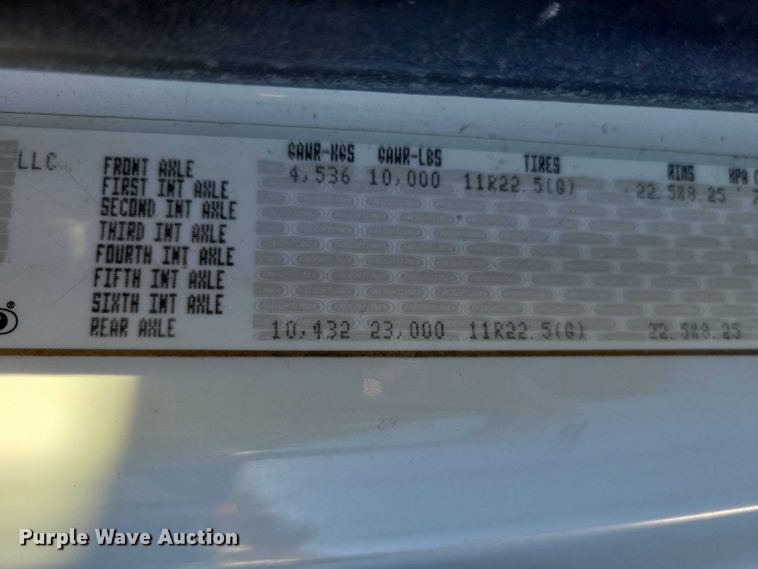 LLC
GAWR-KGS GAWR-LBS TIRES RIMS KPA
FRONT AXLE 4,536 10,000 11R22.5(G) 22.5X8.25
FIRST INT AXLE
SECOND INT AXLE
THIRD INT AXLE
FOURTH INT AXLE
FIFTH INT AXLE
SIXTH INT AXLE
REAR AXLE 10,432 23,000 11R22.5(G) 22.5X8.25
®
Purple Wave Auction